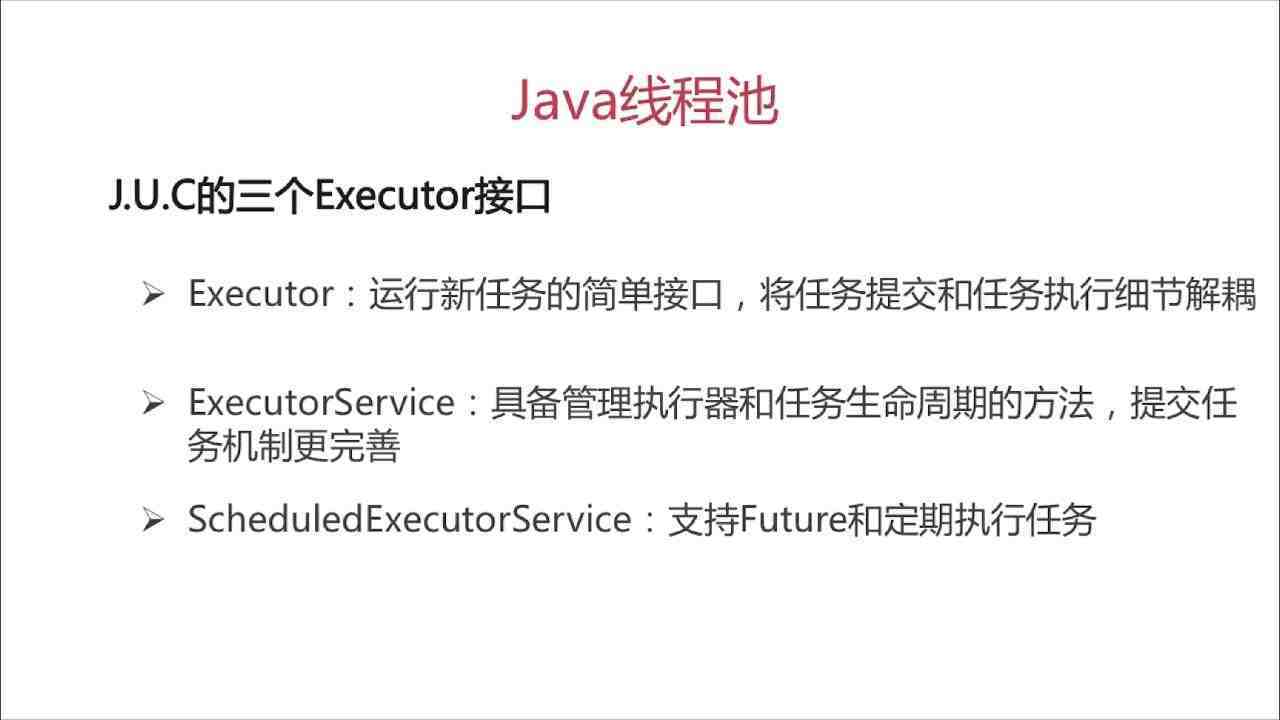 Java线程池
J.U.C的三个Executor接口
➢ Executor：运行新任务的简单接口，将任务提交和任务执行细节解耦
➢ ExecutorService：具备管理执行器和任务生命周期的方法，提交任
务机制更完善
➢ ScheduledExecutorService：支持Future和定期执行任务